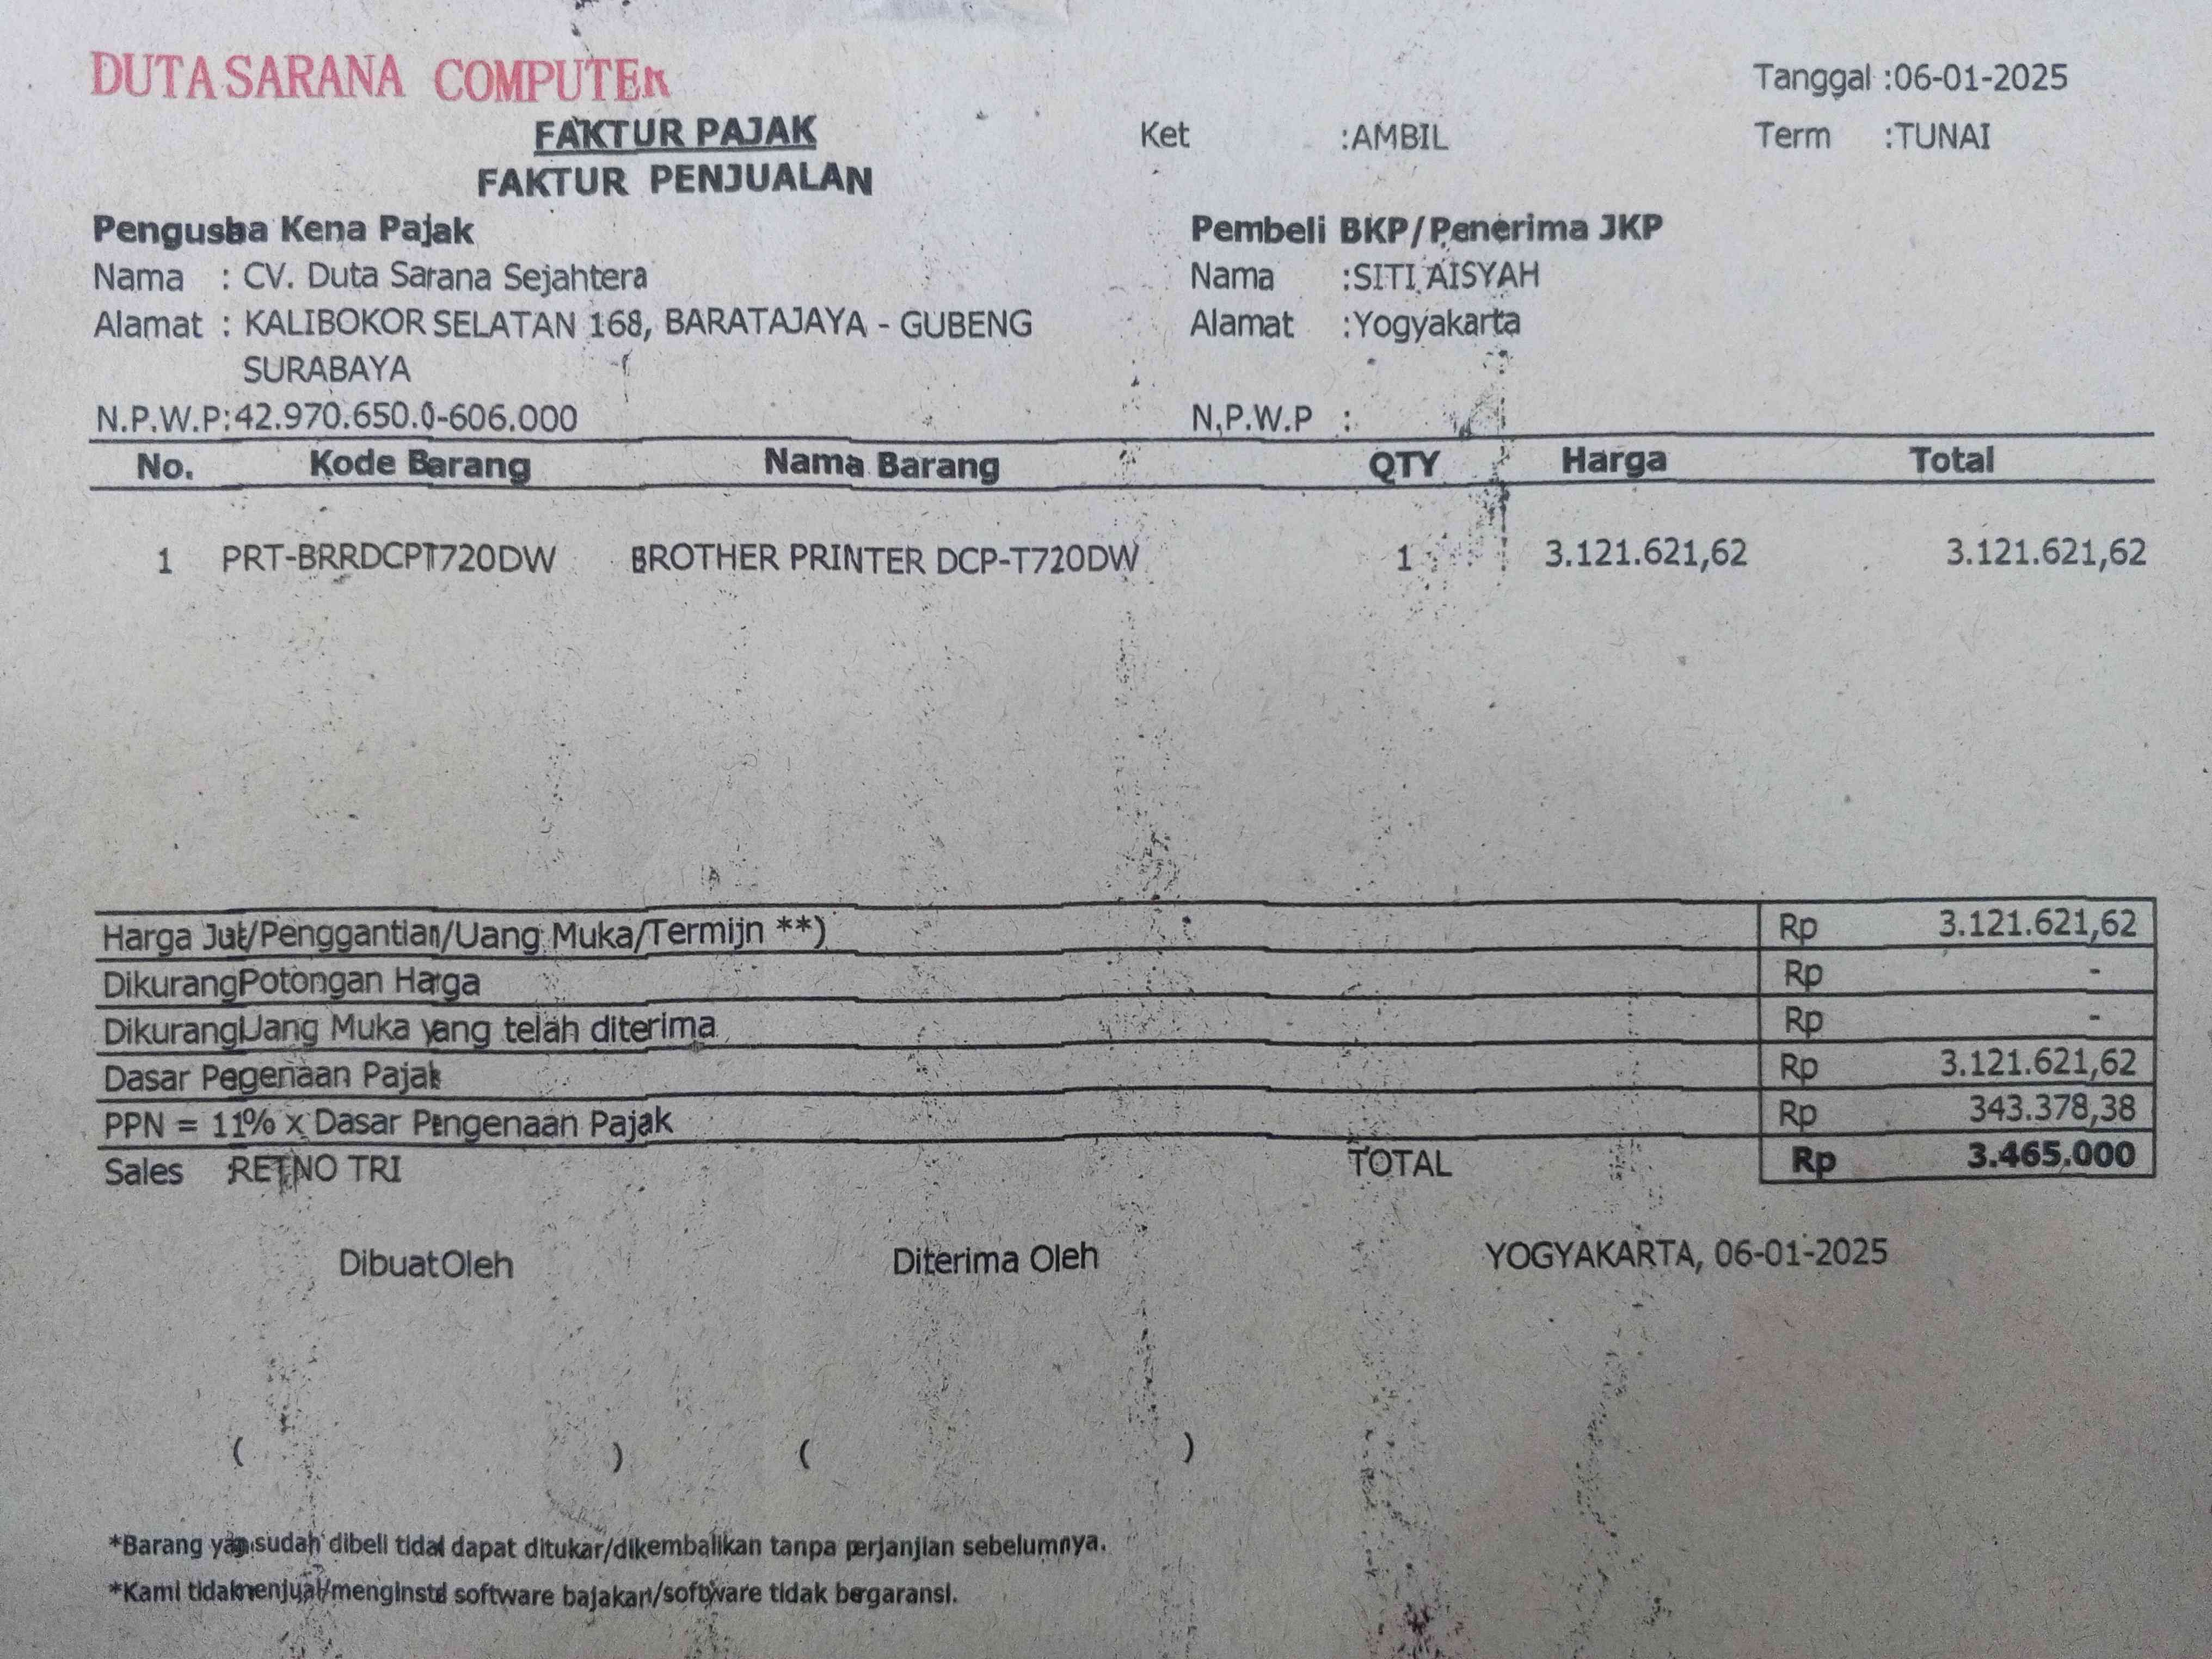 DUTA SARANA COMPUTER
Tanggal :06-01-2025
FAKTUR PAJAK
Ket :AMBIL
Term :TUNAI
FAKTUR PENJUALAN
Pengusaha Kena Pajak
Pembeli BKP/Penerima JKP
Nama : CV. Duta Sarana Sejahtera
Nama :SITI AISYAH
Alamat : KALIBOKOR SELATAN 168, BARATAJAYA - GUBENG
Alamat :Yogyakarta
SURABAYA
N.P.W.P:42.970.650.0-606.000
N.P.W.P :
No. Kode Barang Nama Barang QTY Harga Total
1 PRT-BRRDCPT720DW BROTHER PRINTER DCP-T720DW 1 3.121.621,62 3.121.621,62
Harga Jual/Penggantian/Uang Muka/Termijn **) Rp 3.121.621,62
Dikurangi Potongan Harga Rp -
Dikurangi Uang Muka yang telah diterima Rp -
Dasar Pegenaan Pajak Rp 3.121.621,62
PPN = 11% x Dasar Pengenaan Pajak Rp 343.378,38
Sales :RETNO TRI TOTAL Rp 3.465.000
Dibuat Oleh Diterima Oleh YOGYAKARTA, 06-01-2025
( ) ( )
*Barang yang sudah dibeli tidak dapat ditukar/dikembalikan tanpa perjanjian sebelumnya.
*Kami tidak menjual/menginstal software bajakan/software tidak bergaransi.